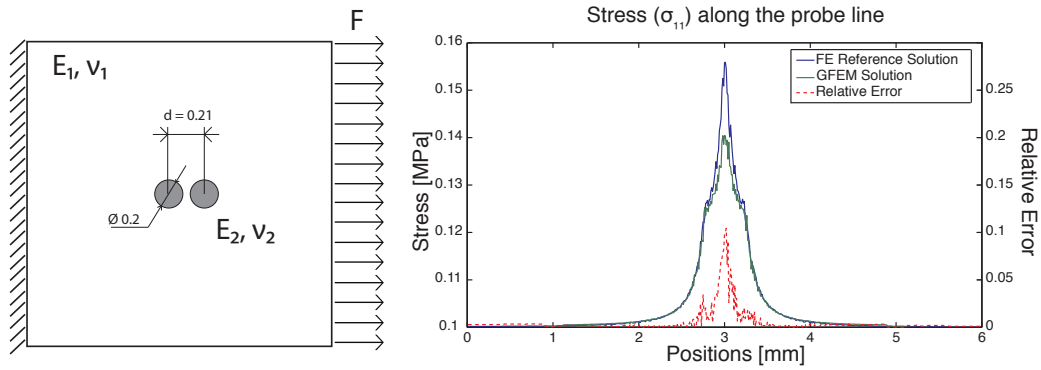 F
E₁, ν₁
d = 0.21
Ø 0.2
E₂, ν₂
Stress (σ₁₁) along the probe line
FE Reference Solution
GFEM Solution
Relative Error
0.16
0.15
0.14
0.13
0.12
0.11
0.1
Stress [MPa]
0.25
0.2
0.15
0.1
0.05
0
Relative Error
0 1 2 3 4 5 6
Positions [mm]